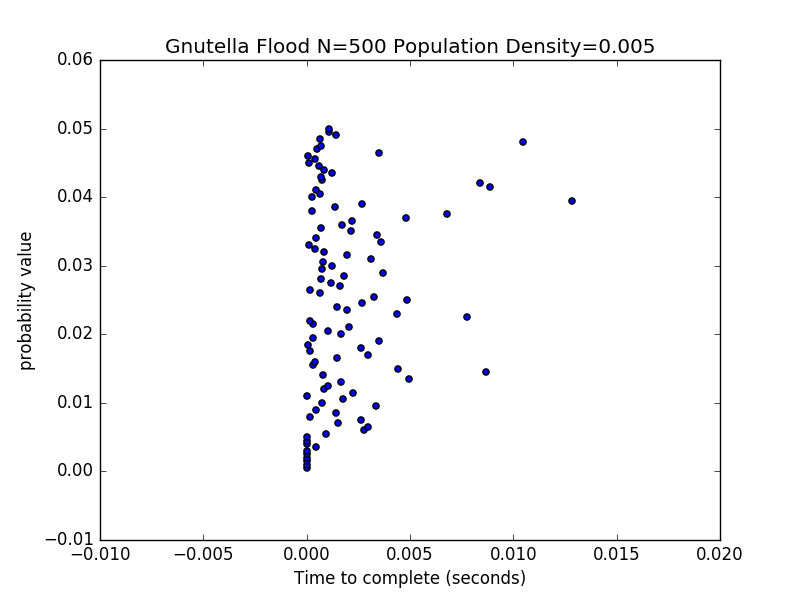 Gnutella Flood N=500 Population Density=0.005
0.06
0.05
0.04
0.03
0.02
0.01
0.00
−0.01
probability value
−0.010 −0.005 0.000 0.005 0.010 0.015 0.020
Time to complete (seconds)